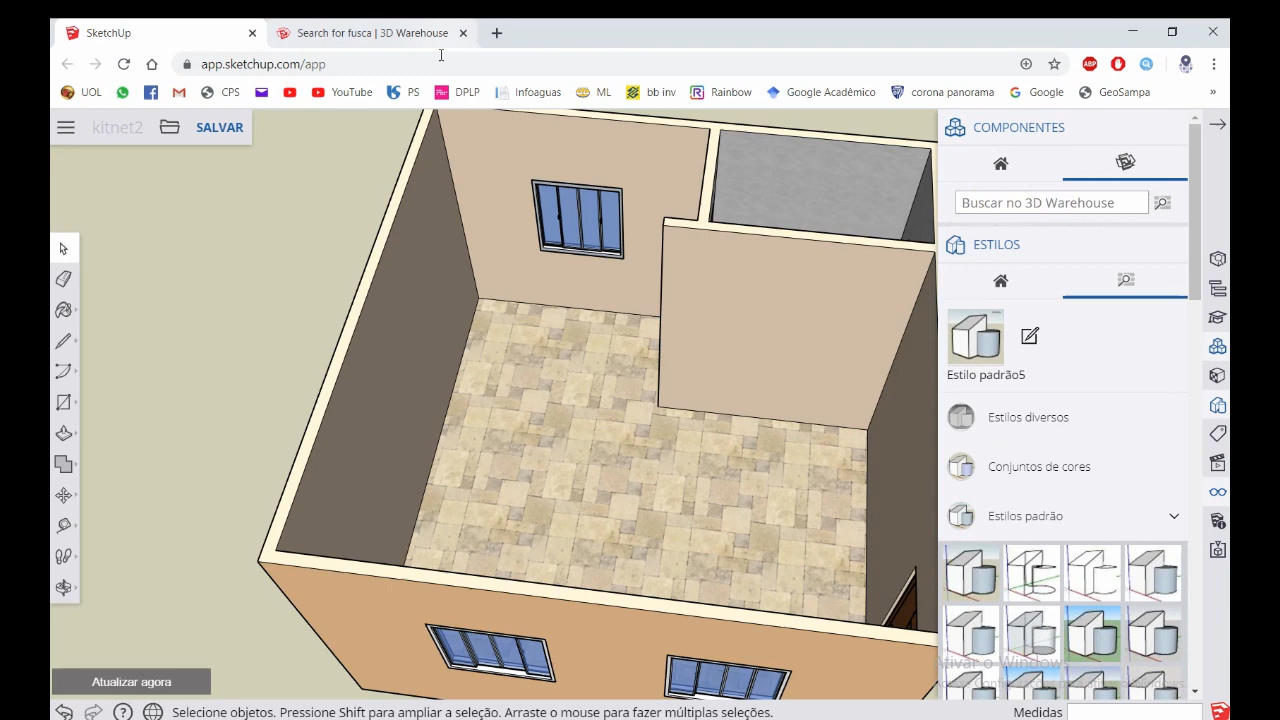 SketchUp
Search for fusca | 3D Warehouse
app.sketchup.com/app
ABP
UOL
CPS
YouTube
PS
DPLP
Infoaguas
ML
bb inv
Rainbow
Google Acadêmico
corona panorama
Google
GeoSampa
»
kitnet2
SALVAR
COMPONENTES
Buscar no 3D Warehouse
ESTILOS
Estilo padrão5
Estilos diversos
Conjuntos de cores
Estilos padrão
Ativar o Windows
Atualizar agora
Selecione objetos. Pressione Shift para ampliar a seleção. Arraste o mouse para fazer múltiplas seleções.
Medidas